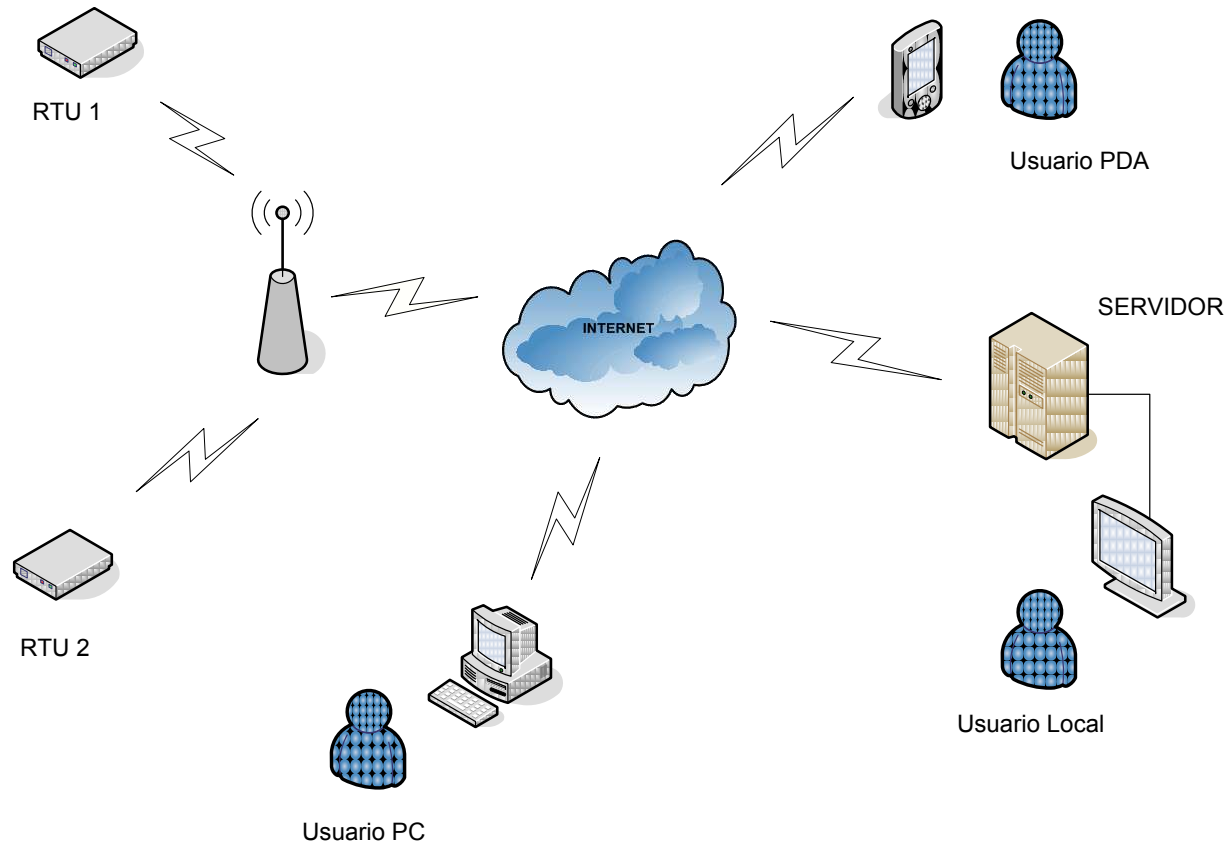 RTU 1
Usuario PDA
SERVIDOR
INTERNET
RTU 2
Usuario Local
Usuario PC